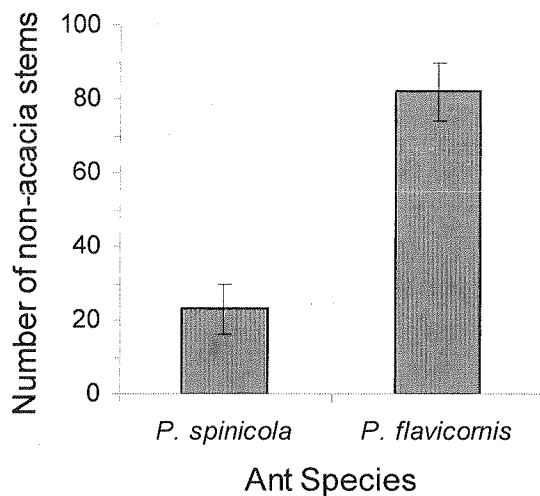 Number of non-acacia stems
100
80
60
40
20
0
P. spinicola P. flavicornis
Ant Species